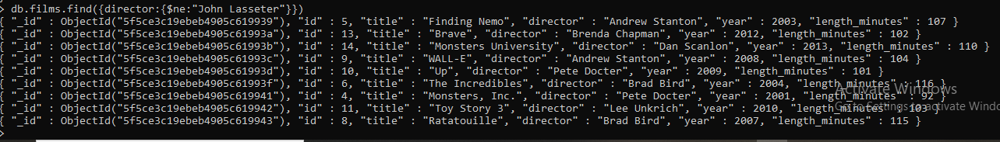 > db.films.find({director:{$ne:"John Lasseter"}})
{ "_id" : ObjectId("5f5ce3c19ebeb4905c619939"), "id" : 5, "title" : "Finding Nemo", "director" : "Andrew Stanton", "year" : 2003, "length_minutes" : 107 }
{ "_id" : ObjectId("5f5ce3c19ebeb4905c61993a"), "id" : 13, "title" : "Brave", "director" : "Brenda Chapman", "year" : 2012, "length_minutes" : 102 }
{ "_id" : ObjectId("5f5ce3c19ebeb4905c61993b"), "id" : 14, "title" : "Monsters University", "director" : "Dan Scanlon", "year" : 2013, "length_minutes" : 110 }
{ "_id" : ObjectId("5f5ce3c19ebeb4905c61993c"), "id" : 9, "title" : "WALL-E", "director" : "Andrew Stanton", "year" : 2008, "length_minutes" : 104 }
{ "_id" : ObjectId("5f5ce3c19ebeb4905c61993d"), "id" : 10, "title" : "Up", "director" : "Pete Docter", "year" : 2009, "length_minutes" : 101 }
{ "_id" : ObjectId("5f5ce3c19ebeb4905c61993f"), "id" : 6, "title" : "The Incredibles", "director" : "Brad Bird", "year" : 2004, "length_minutes" : 116 }
{ "_id" : ObjectId("5f5ce3c19ebeb4905c619941"), "id" : 4, "title" : "Monsters, Inc.", "director" : "Pete Docter", "year" : 2001, "length_minutes" : 92 }
{ "_id" : ObjectId("5f5ce3c19ebeb4905c619942"), "id" : 11, "title" : "Toy Story 3", "director" : "Lee Unkrich", "year" : 2010, "length_minutes" : 103 }
{ "_id" : ObjectId("5f5ce3c19ebeb4905c619943"), "id" : 8, "title" : "Ratatouille", "director" : "Brad Bird", "year" : 2007, "length_minutes" : 115 }
>
Activate Windows
Go to Settings to activate Windows